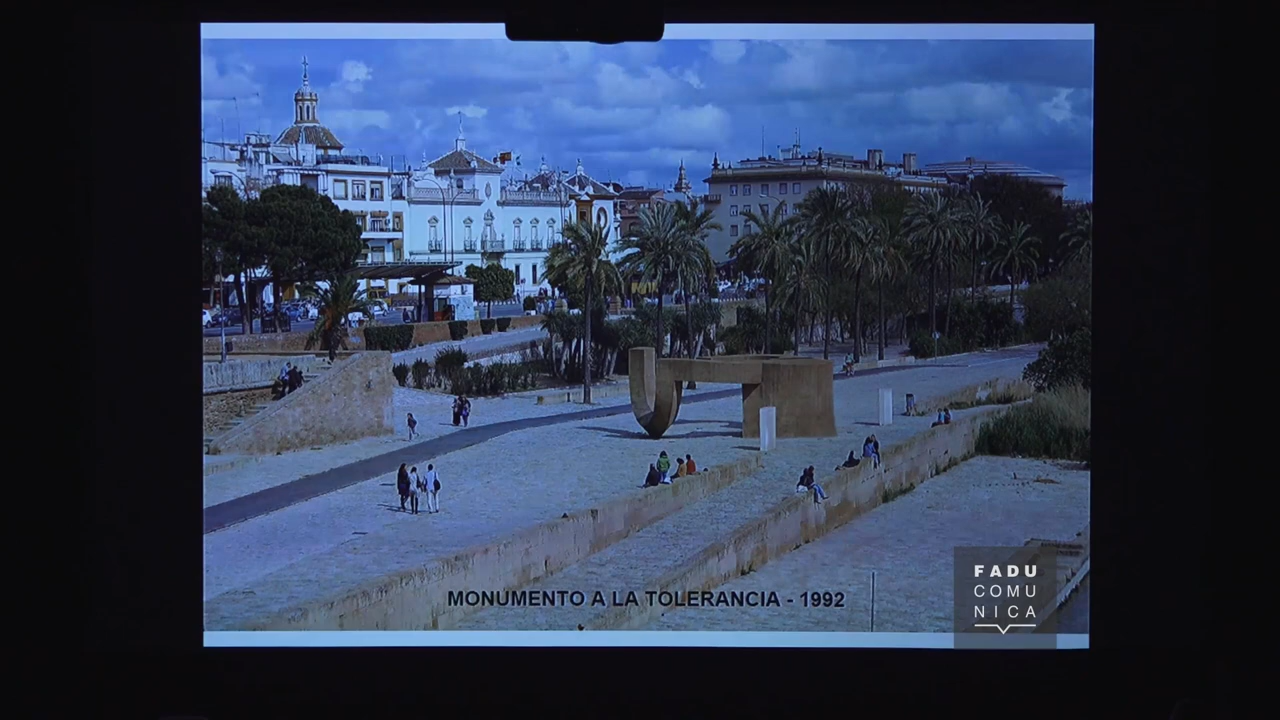 MONUMENTO A LA TOLERANCIA - 1992
FADU
COMU
NICA